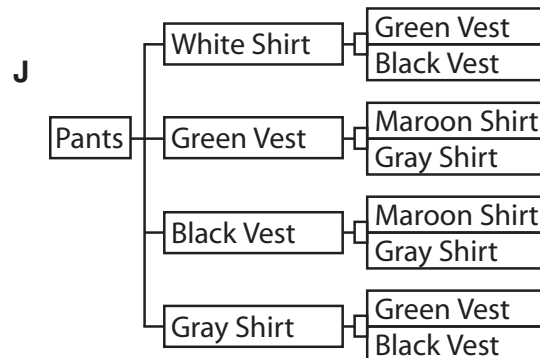 J
Pants
White Shirt
Green Vest
Black Vest
Green Vest
Maroon Shirt
Gray Shirt
Black Vest
Maroon Shirt
Gray Shirt
Gray Shirt
Green Vest
Black Vest